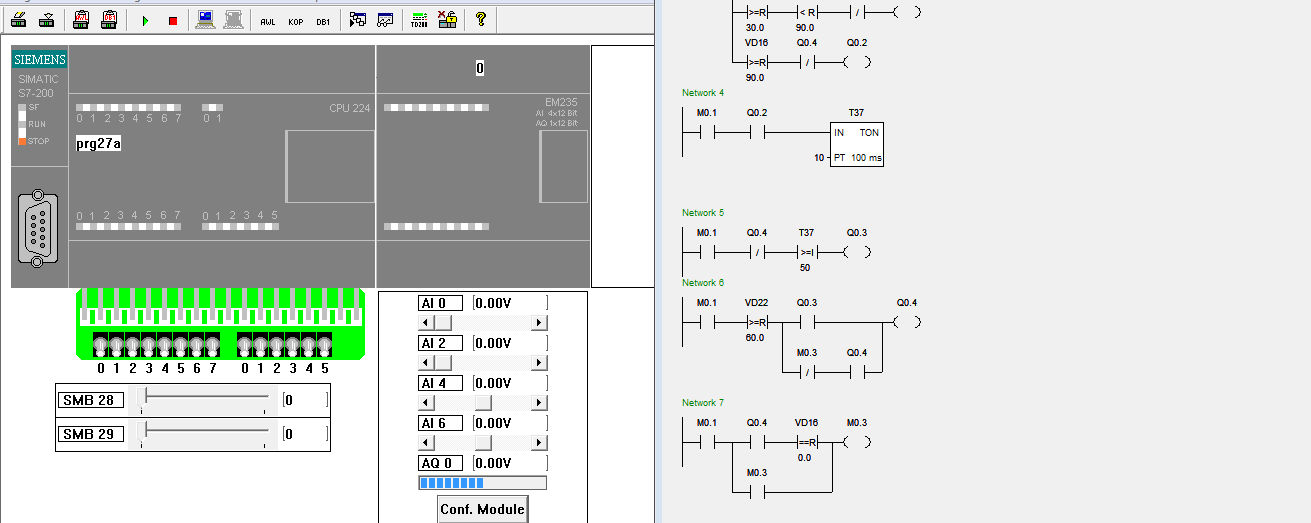 AWL KOP DB1 TD200 ?
SIEMENS
SIMATIC
S7-200
SF
RUN
STOP
0 1 2 3 4 5 6 7 0 1
CPU 224
prg27a
0 1 2 3 4 5 6 7 0 1 2 3 4 5
0
EM235
AI 4x12 Bit
AQ 1x12 Bit
0 1 2 3 4 5 6 7 0 1 2 3 4 5
SMB 28 [0 ]
SMB 29 [0 ]
AI 0 [0.00V ]
AI 2 [0.00V ]
AI 4 [0.00V ]
AI 6 [0.00V ]
AQ 0 [0.00V ]
Conf. Module
>=R < R /
30.0 90.0
VD16 Q0.4 Q0.2
>=R /
90.0
Network 4
M0.1 Q0.2 T37
IN TON
10 PT 100 ms
Network 5
M0.1 Q0.4 T37 Q0.3
/ >=I
50
Network 6
M0.1 VD22 Q0.3 Q0.4
>=R
60.0
M0.3 Q0.4
/
Network 7
M0.1 Q0.4 VD16 M0.3
==R
0.0
M0.3